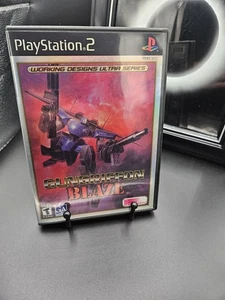 PlayStation 2
WORKING DESIGNS ULTRA SERIES
GUNGRIFFON
BLAZE